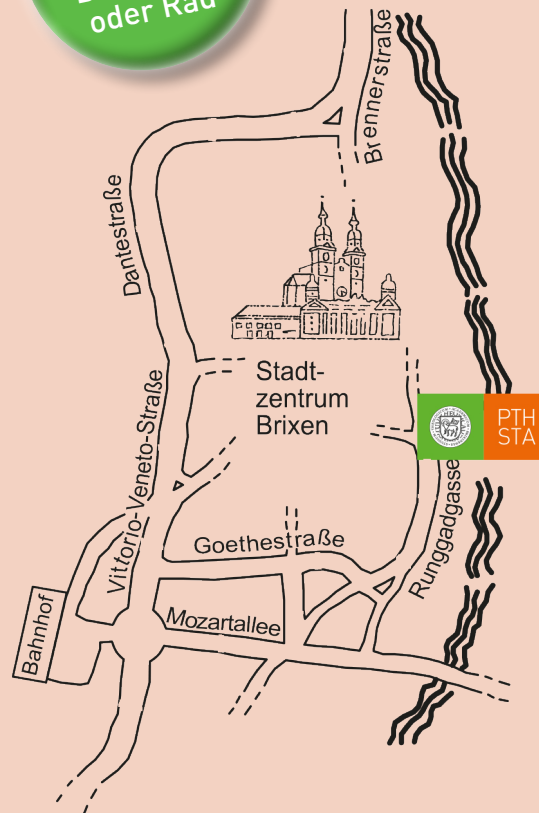 oder Rad
Brennerstraße
Dantestraße
Stadt-
zentrum
Brixen
PTH
STA
Vittorio-Veneto-Straße
Runggadgasse
Goethestraße
Mozartallee
Bahnhof